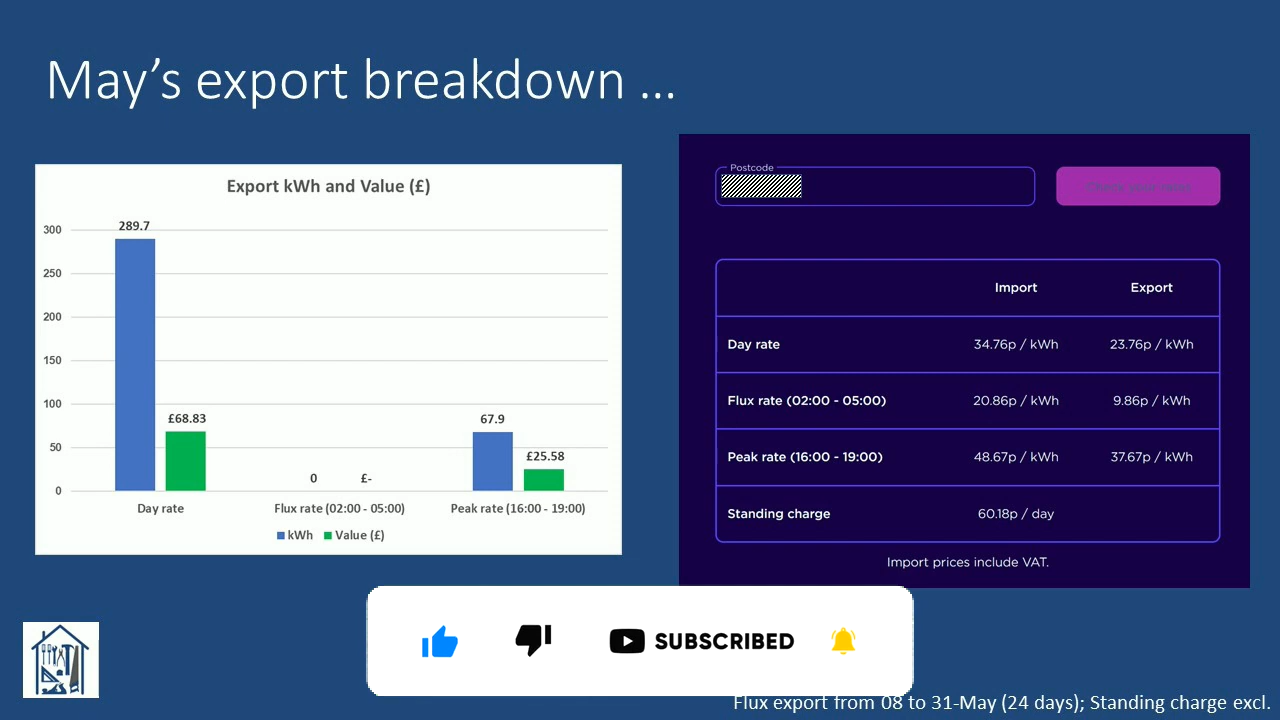 May's export breakdown ...
Export kWh and Value (£)
300
250
200
150
100
50
0
289.7
£68.83
0
£-
67.9
£25.58
Day rate
Flux rate (02:00 - 05:00)
Peak rate (16:00 - 19:00)
kWh
Value (£)
Postcode
Import Export
Day rate 34.76p / kWh 23.76p / kWh
Flux rate (02:00 - 05:00) 20.86p / kWh 9.86p / kWh
Peak rate (16:00 - 19:00) 48.67p / kWh 37.67p / kWh
Standing charge 60.18p / day
Import prices include VAT.
SUBSCRIBED
Flux export from 08 to 31-May (24 days); Standing charge excl.